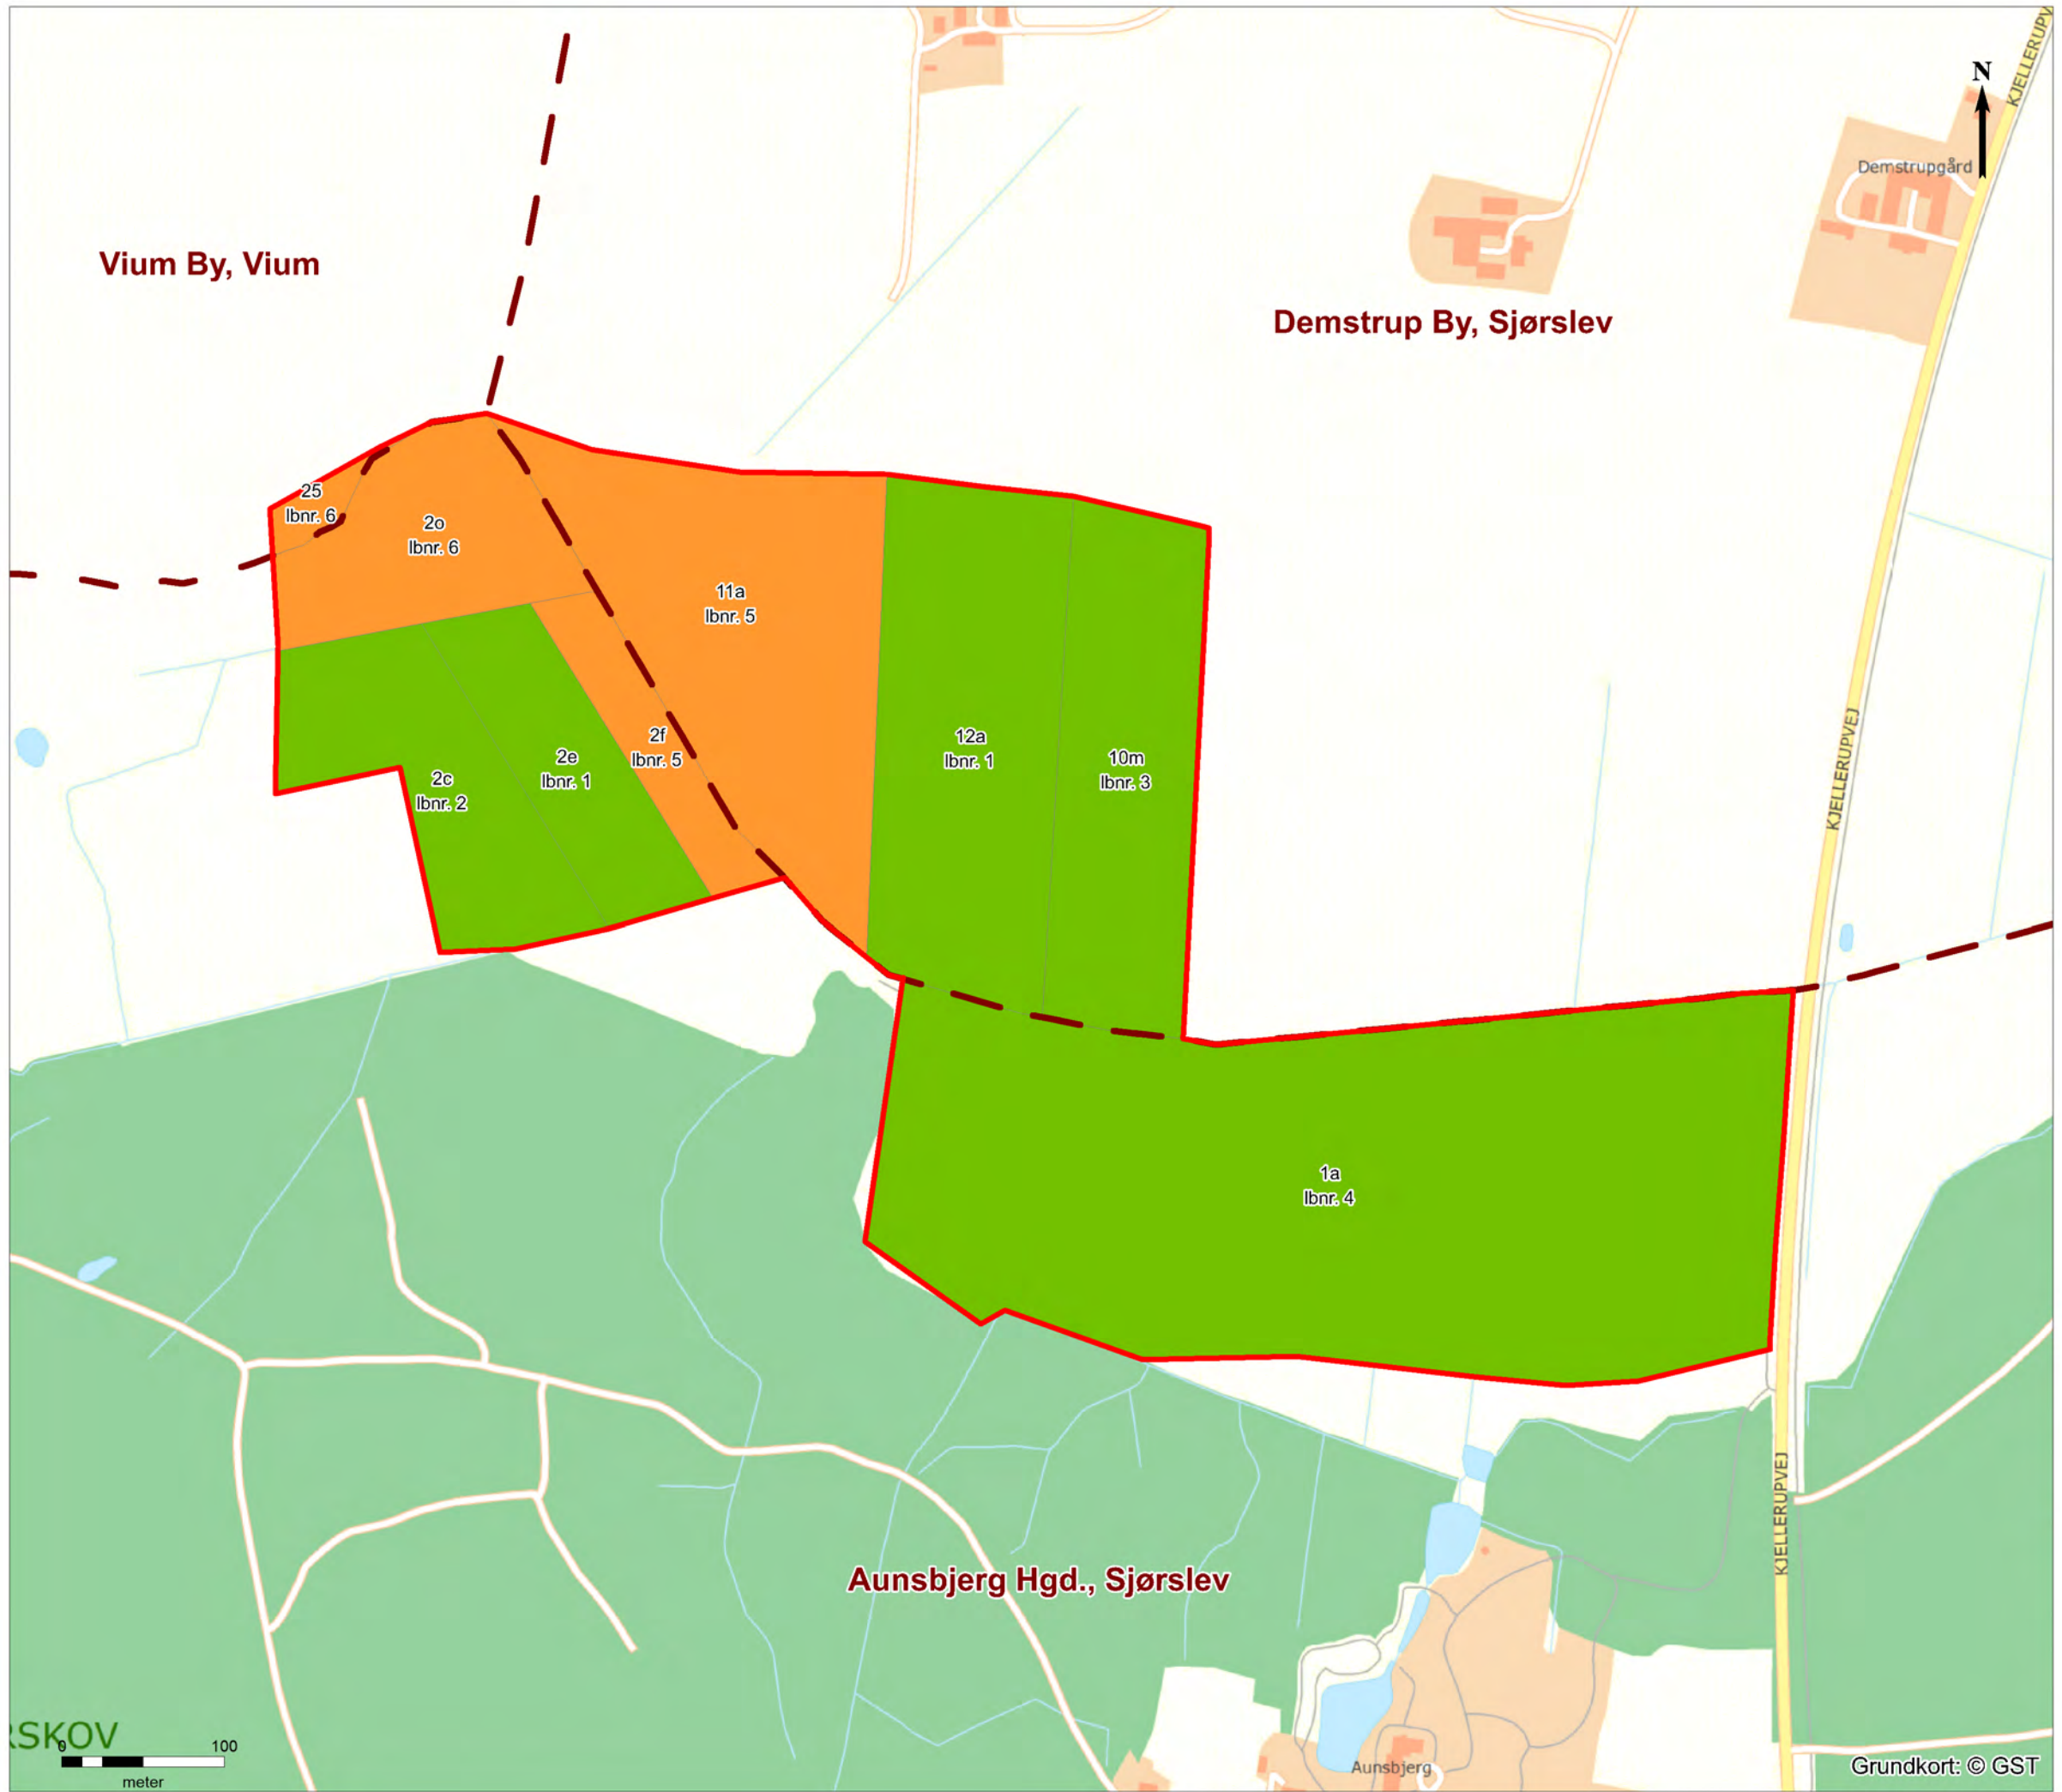 KJELLERUPV
N
Demstrupgård
Vium By, Vium
Demstrup By, Sjørslev
25
lbnr. 6
2o
lbnr. 6
11a
lbnr. 5
2f
lbnr. 5
12a
lbnr. 1
10m
lbnr. 3
2e
lbnr. 1
2c
lbnr. 2
KJELLERUPVEJ
1a
lbnr. 4
KJELLERUPVEJ
Aunsbjerg Hgd., Sjørslev
RSKOV
0 100
meter
Aunsbjerg
Grundkort: © GST